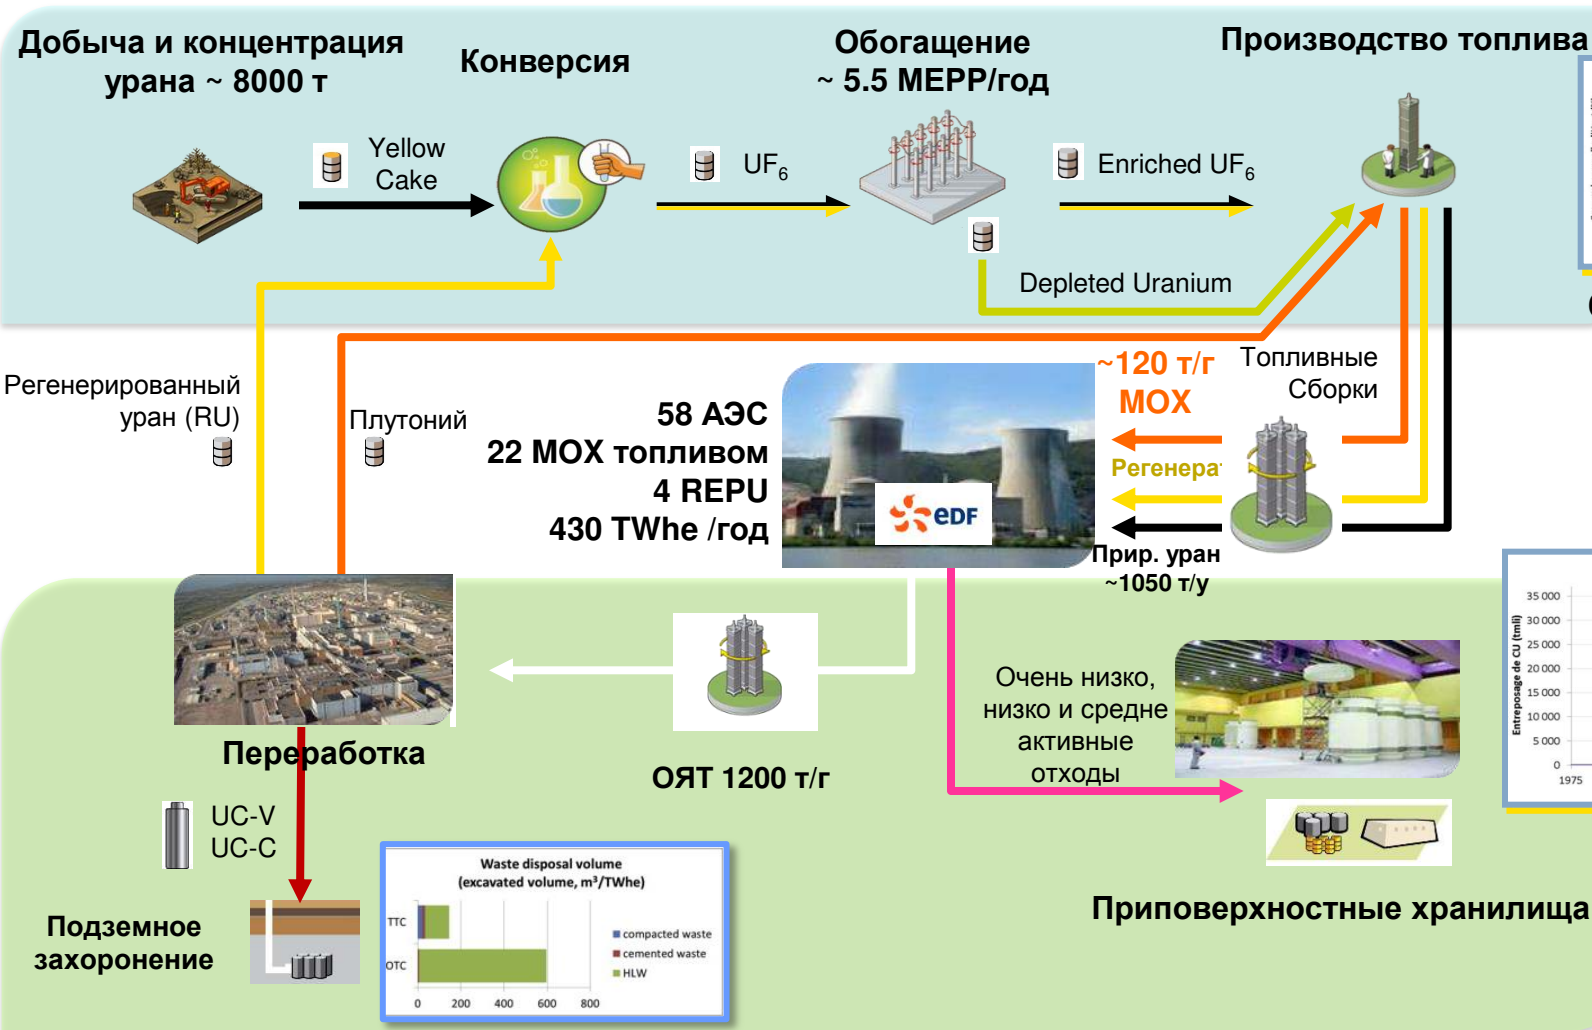 Добыча и концентрация
урана ~ 8000 т
Конверсия
Обогащение
~ 5.5 МЕРР/год
Производство топлива
Yellow
Cake
UF6
Enriched UF6
Depleted Uranium
Регенерированный
уран (RU)
Плутоний
58 АЭС
22 МОХ топливом
4 REPU
430 TWhe /год
edf
~120 т/г
МОХ
Топливные
Сборки
Прир. уран
~1050 т/у
Переработка
UC-V
UC-C
ОЯТ 1200 т/г
Очень низко,
низко и средне
активные
отходы
Entreposage de CU (tmli)
35 000
30 000
25 000
20 000
15 000
10 000
5 000
0
1975
Подземное
захоронение
Waste disposal volume
(excavated volume, m³/TWhe)
TTC
OTC
0 200 400 600 800
compacted waste
cemented waste
HLW
Приповерхностные хранилища